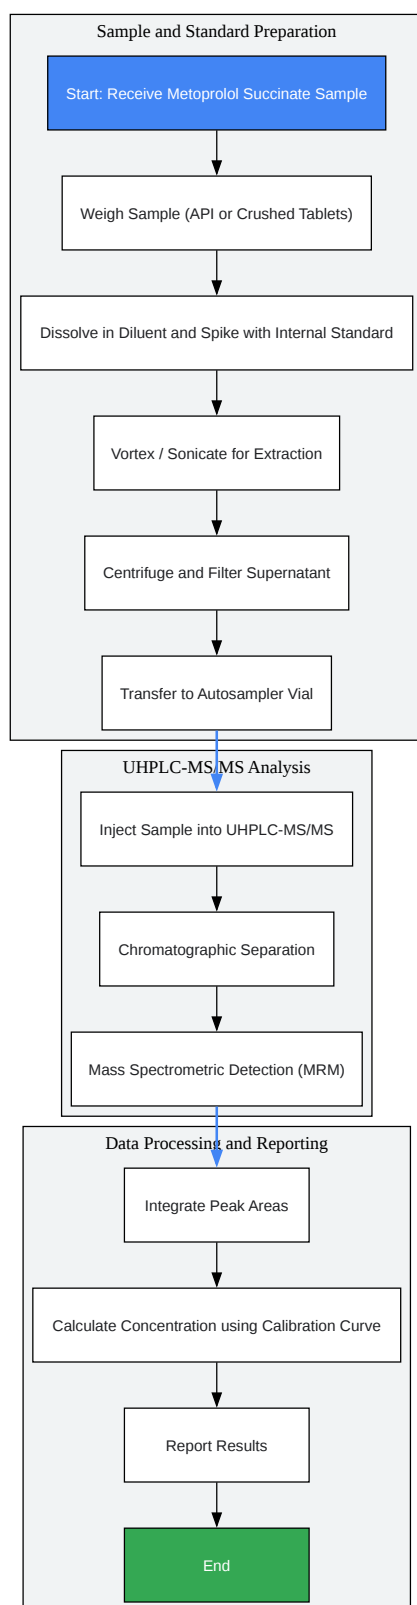 Sample and Standard Preparation
Start: Receive Metoprolol Succinate Sample
Weigh Sample (API or Crushed Tablets)
Dissolve in Diluent and Spike with Internal Standard
Vortex / Sonicate for Extraction
Centrifuge and Filter Supernatant
Transfer to Autosampler Vial
UHPLC-MS/MS Analysis
Inject Sample into UHPLC-MS/MS
Chromatographic Separation
Mass Spectrometric Detection (MRM)
Data Processing and Reporting
Integrate Peak Areas
Calculate Concentration using Calibration Curve
Report Results
End